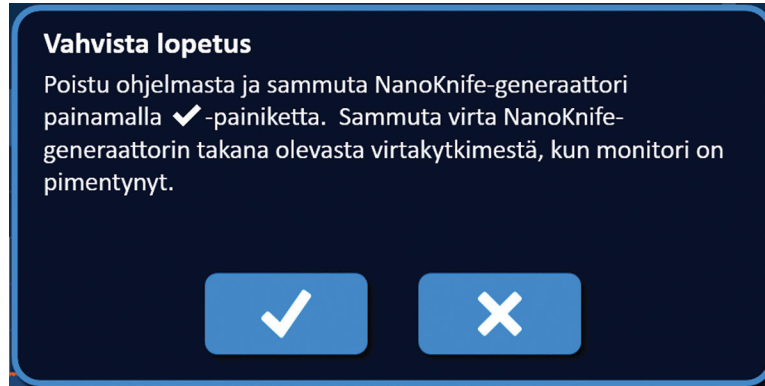 Vahvista lopetus
Poistu ohjelmasta ja sammuta NanoKnife-generaattori
painamalla ✔-painiketta. Sammuta virta NanoKnife-
generaattorin takana olevasta virtakytkimestä, kun monitori on
pimentynyt.